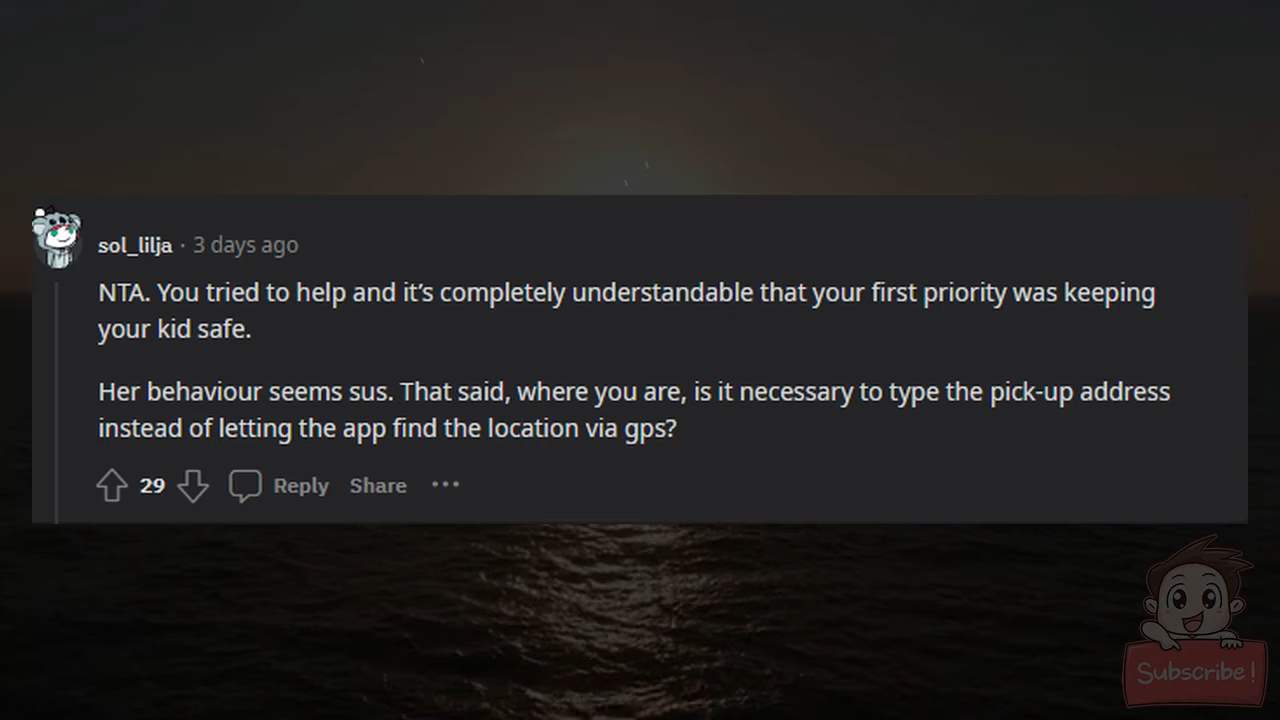 sol_lilja · 3 days ago
NTA. You tried to help and it’s completely understandable that your first priority was keeping
your kid safe.
Her behaviour seems sus. That said, where you are, is it necessary to type the pick-up address
instead of letting the app find the location via gps?
29 Reply Share ···
Subscribe!